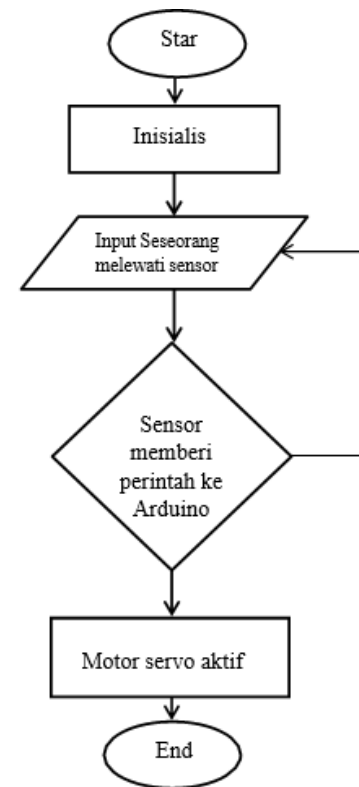 Star
Inisialis
Input Seseorang
melewati sensor
Sensor
memberi
perintah ke
Arduino
Motor servo aktif
End